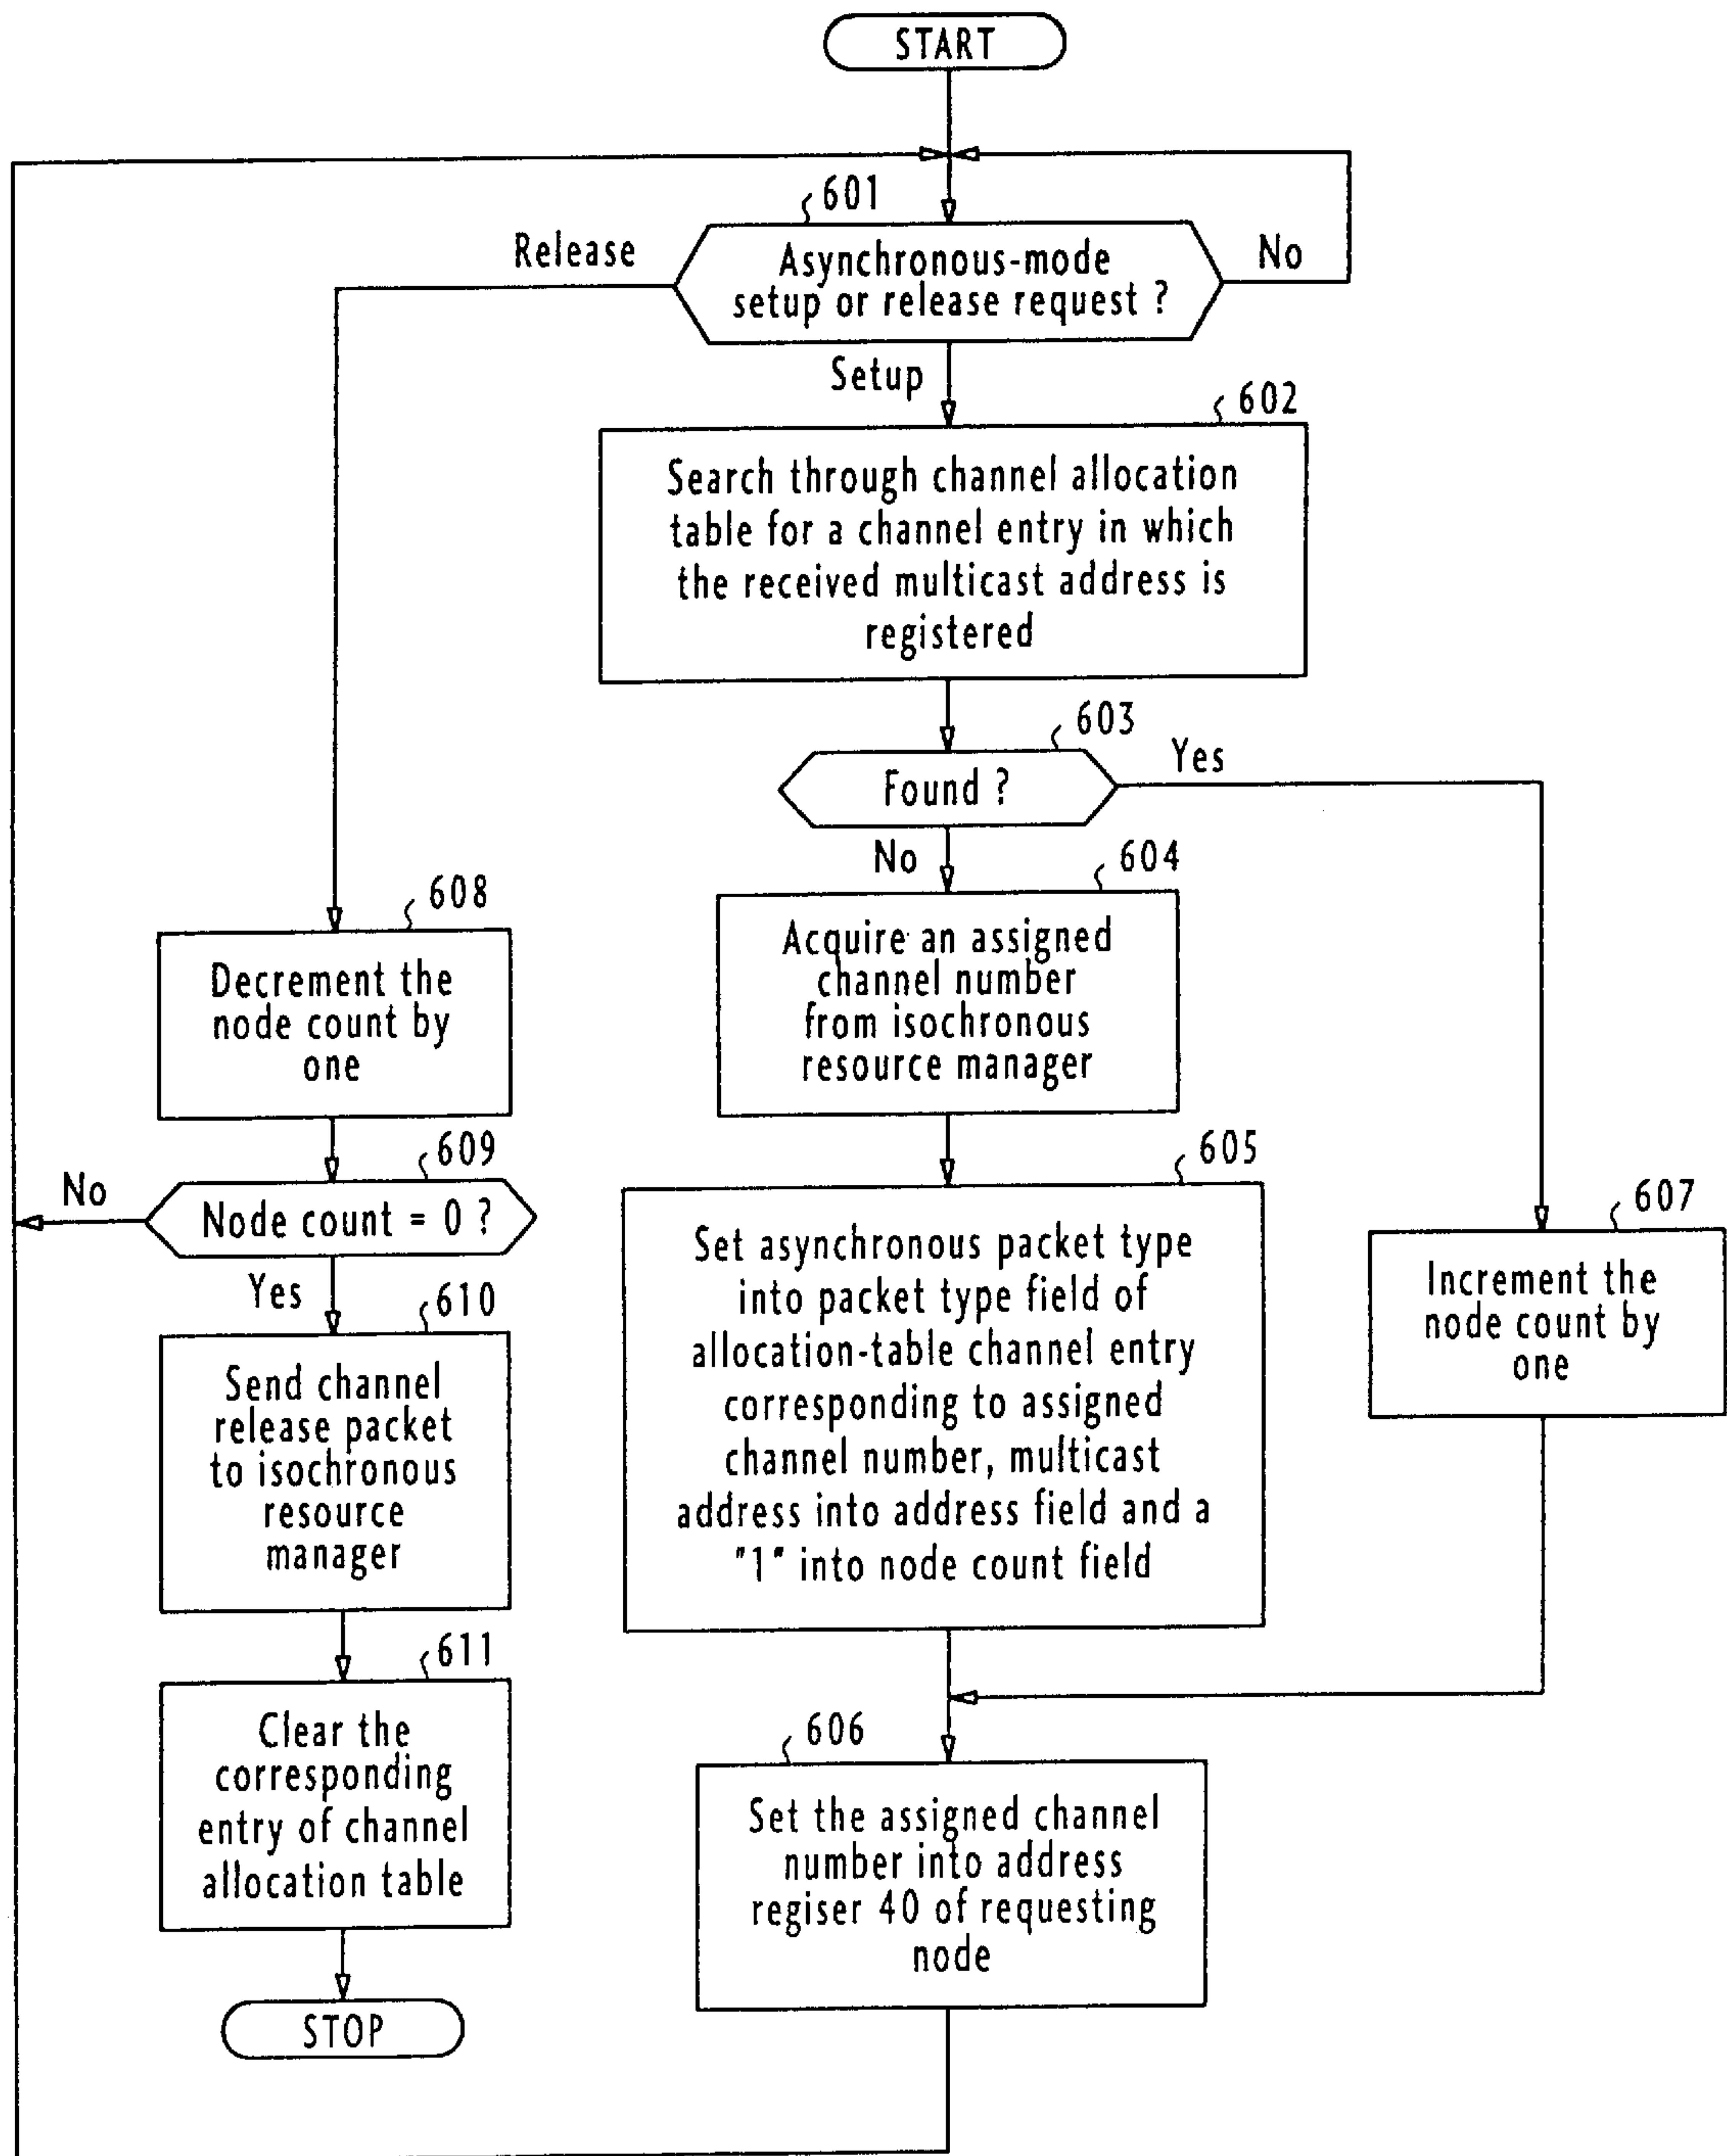 START
601
Release
Asynchronous-mode
setup or release request ?
No
Setup
602
Search through channel allocation
table for a channel entry in which
the received multicast address is
registered
603
Found ?
Yes
No
604
Acquire an assigned
channel number
from isochronous
resource manager
608
Decrement the
node count by
one
605
Set asynchronous packet type
into packet type field of
allocation-table channel entry
corresponding to assigned
channel number, multicast
address into address field and a
"1" into node count field
607
Increment the
node count by
one
609
Node count = 0 ?
No
Yes
610
Send channel
release packet
to isochronous
resource
manager
611
Clear the
corresponding
entry of channel
allocation table
STOP
606
Set the assigned channel
number into address
regiser 40 of requesting
node